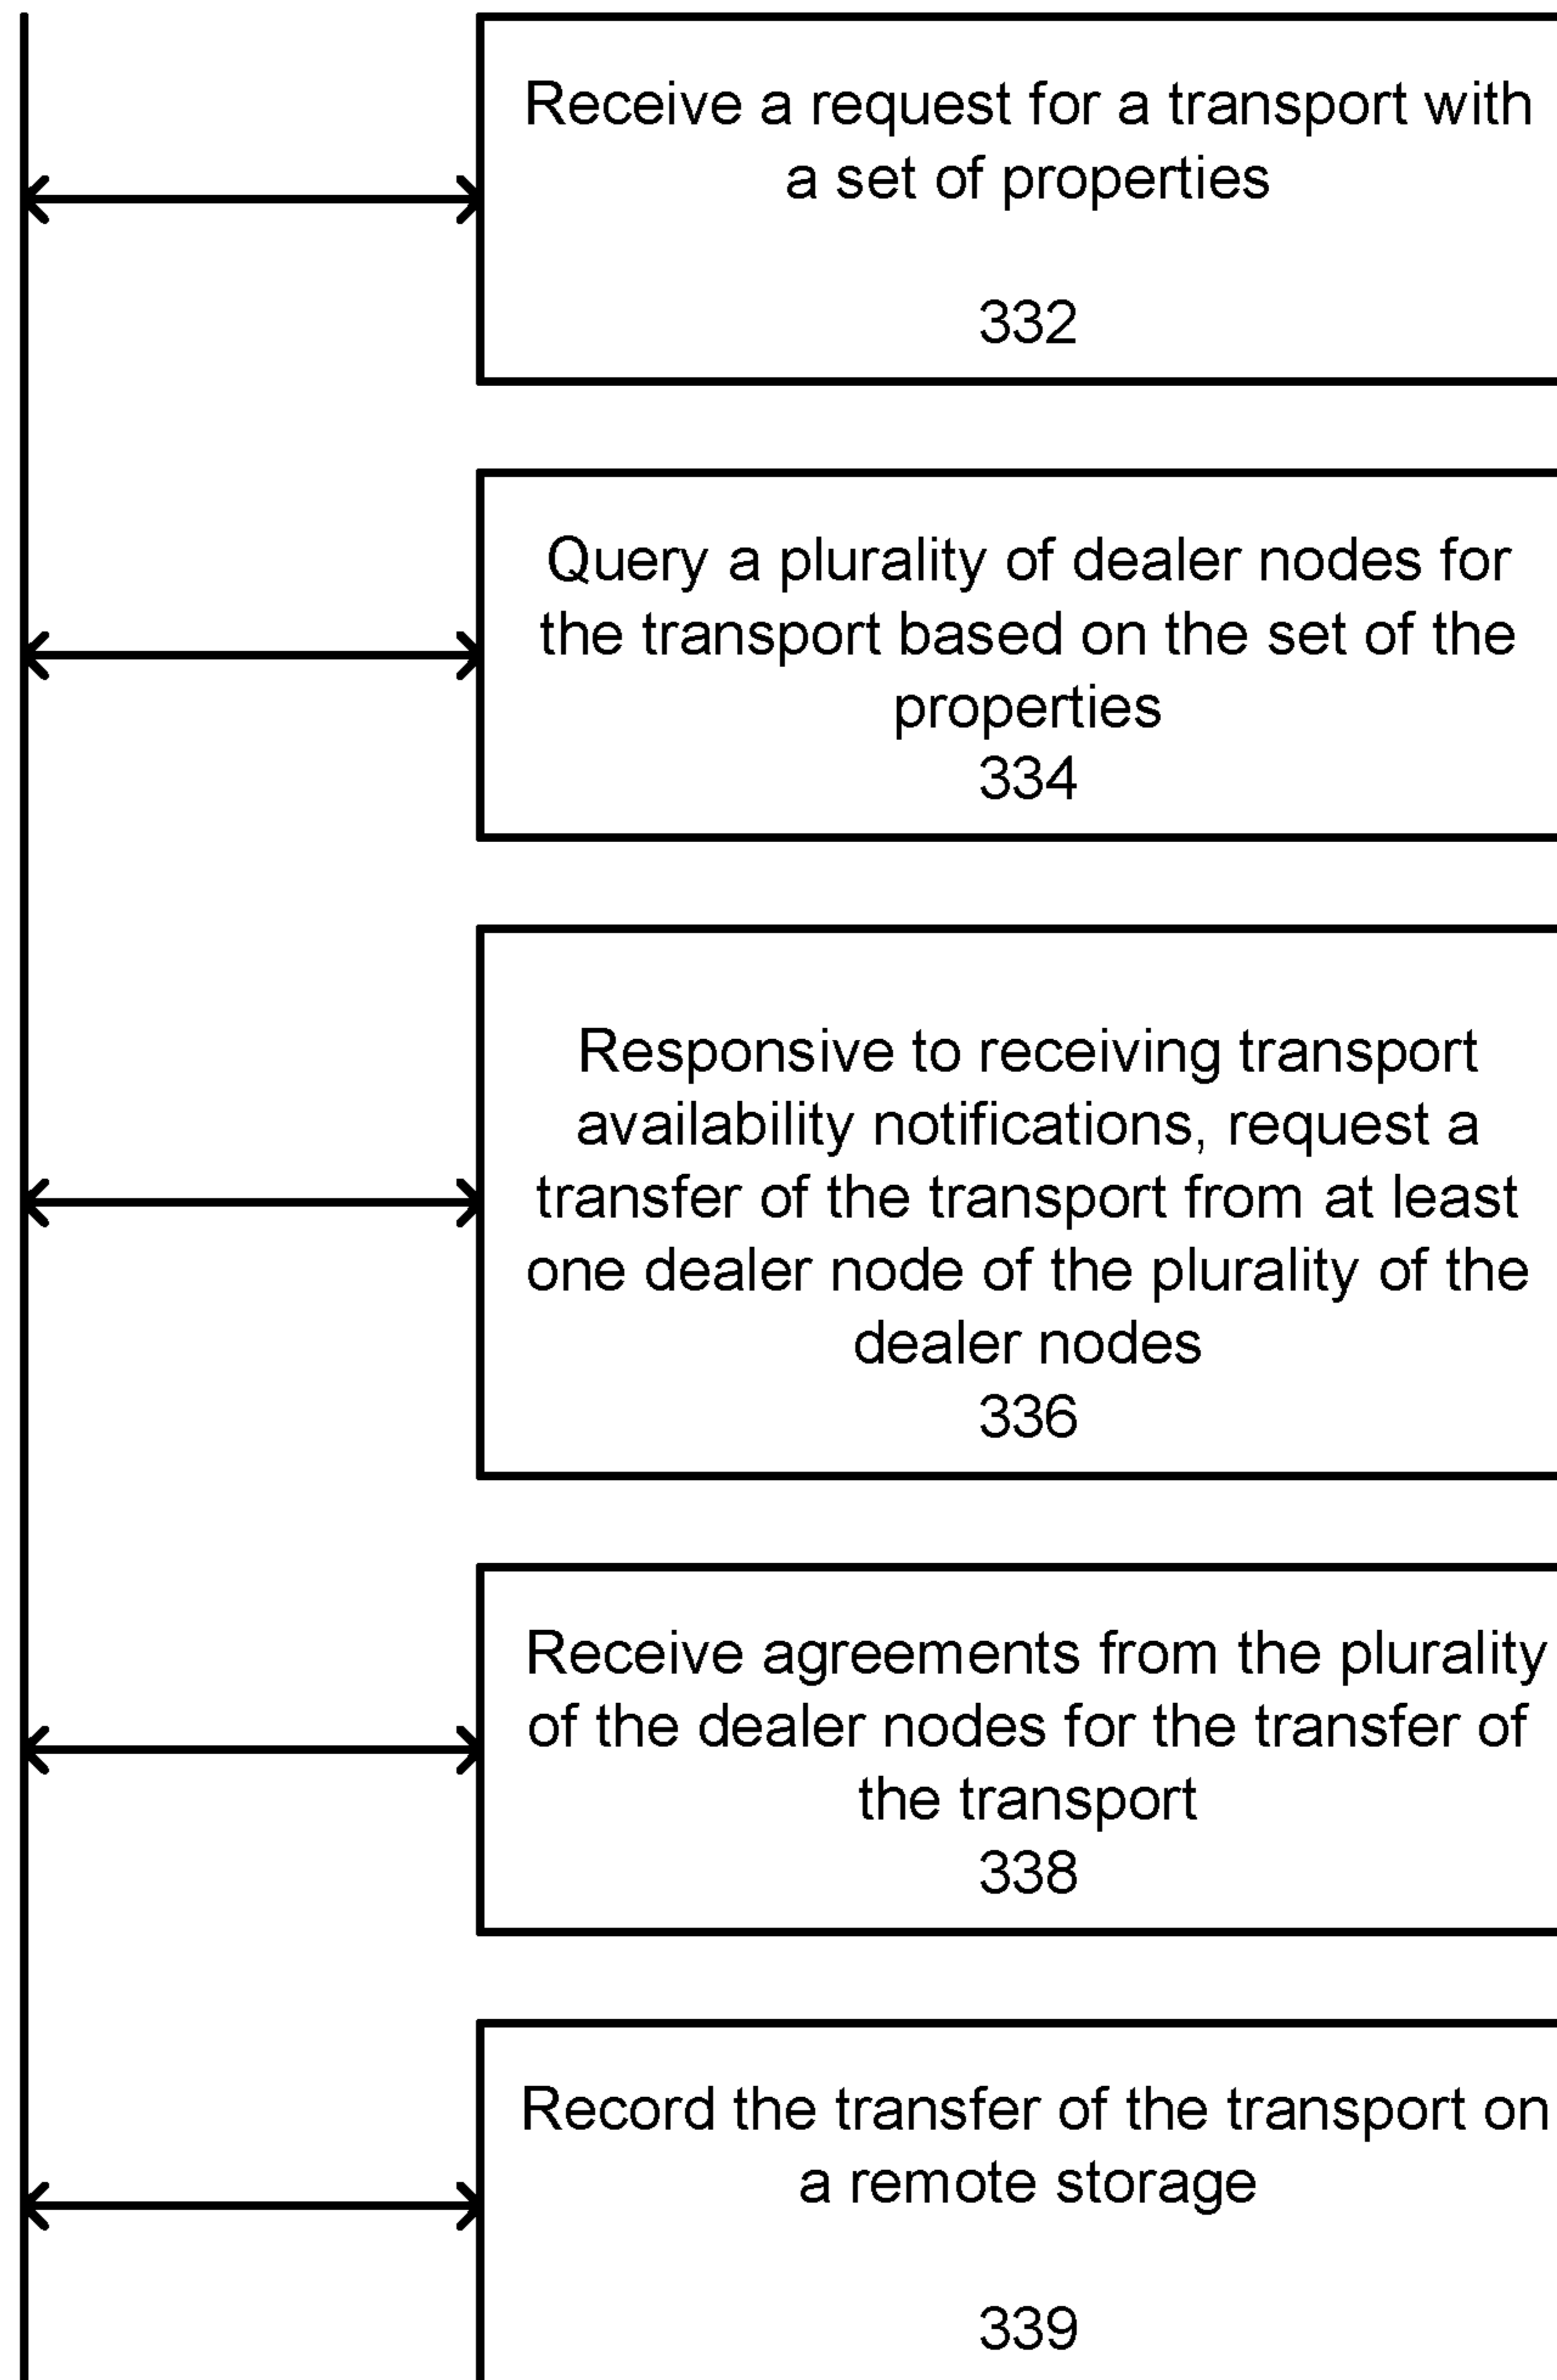 Receive a request for a transport with
a set of properties
332
Query a plurality of dealer nodes for
the transport based on the set of the
properties
334
Responsive to receiving transport
availability notifications, request a
transfer of the transport from at least
one dealer node of the plurality of the
dealer nodes
336
Receive agreements from the plurality
of the dealer nodes for the transfer of
the transport
338
Record the transfer of the transport on
a remote storage
339